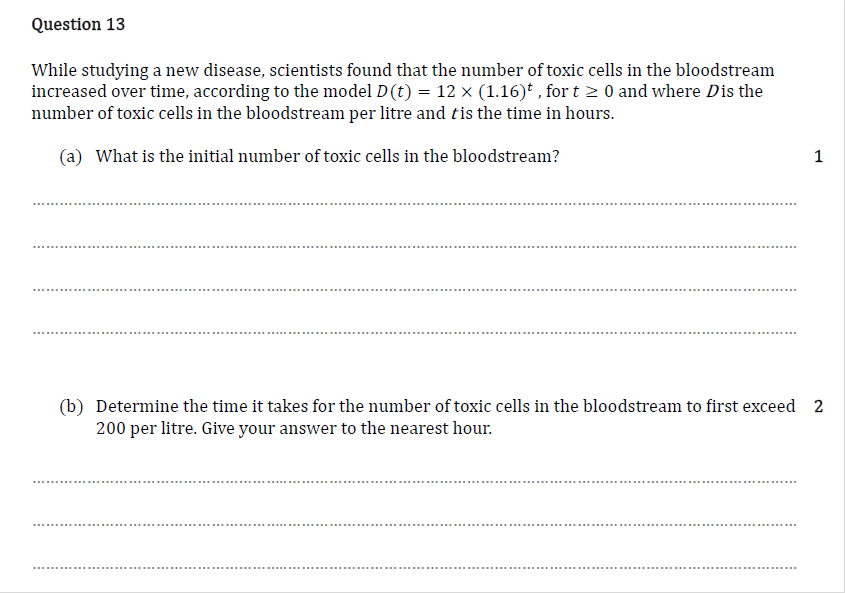 Question 13
While studying a new disease, scientists found that the number of toxic cells in the bloodstream
increased over time, according to the model D(t) = 12 × (1.16)ᵗ , for t ≥ 0 and where Dis the
number of toxic cells in the bloodstream per litre and tis the time in hours.
(a) What is the initial number of toxic cells in the bloodstream? 1
................................................................................
................................................................................
................................................................................
................................................................................
(b) Determine the time it takes for the number of toxic cells in the bloodstream to first exceed 2
200 per litre. Give your answer to the nearest hour.
................................................................................
................................................................................
................................................................................